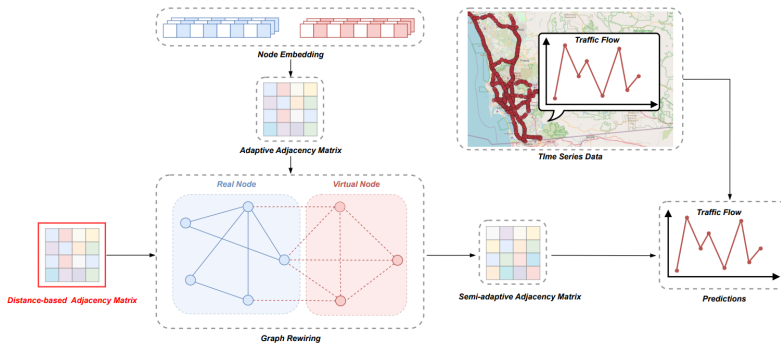 Node Embedding
Traffic Flow
Adaptive Adjacency Matrix
Time Series Data
Real Node
Virtual Node
Traffic Flow
Distance-based Adjacency Matrix
Semi-adaptive Adjacency Matrix
Predictions
Graph Rewiring